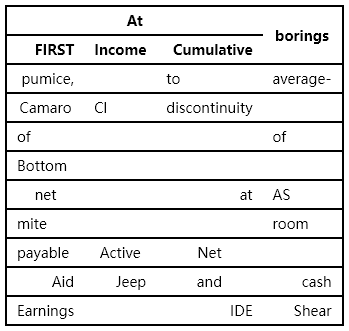 At
borings
FIRST Income Cumulative
pumice, to average-
Camaro CI discontinuity
of of
Bottom
net at AS
mite room
payable Active Net
Aid Jeep and cash
Earnings IDE Shear